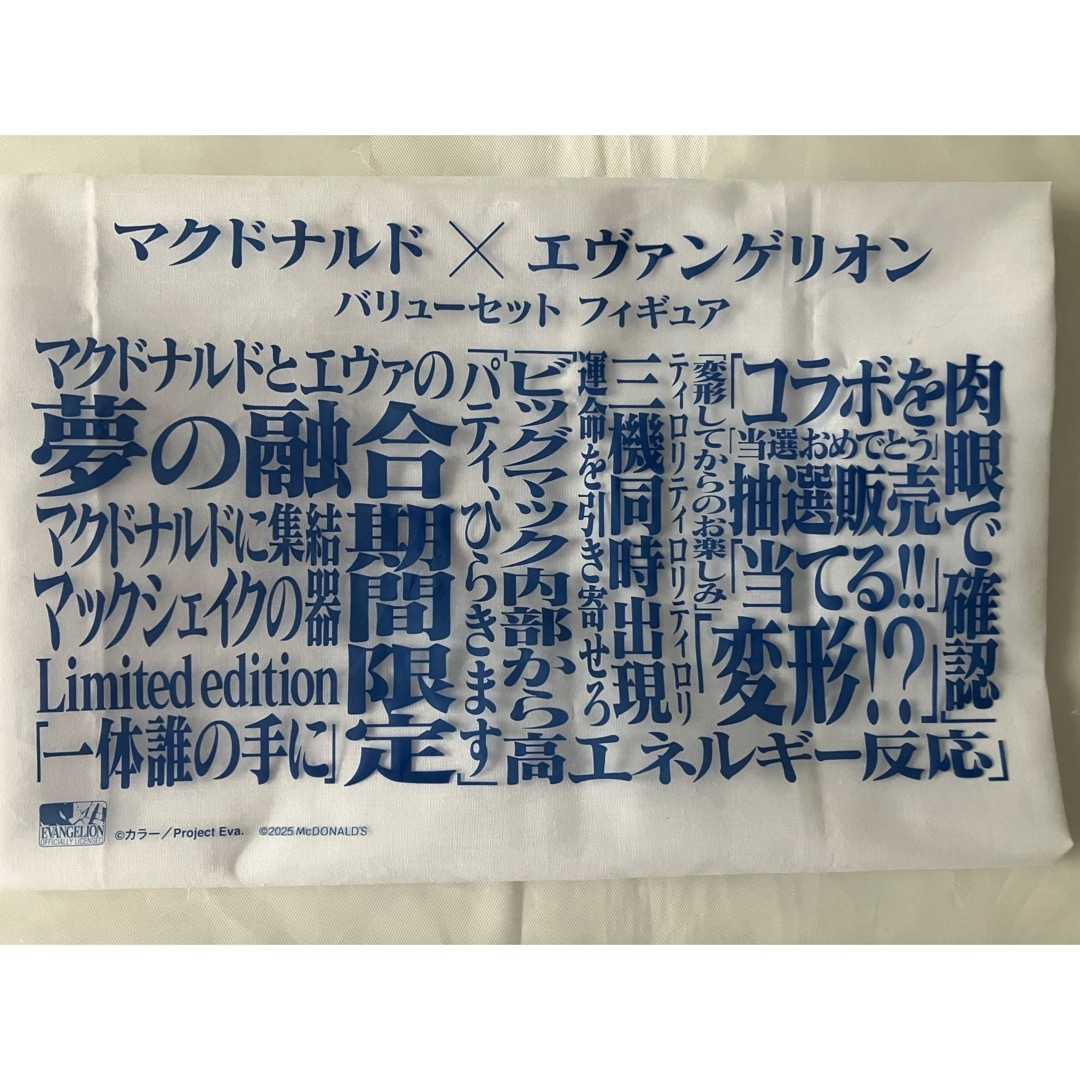 マクドナルド×エヴァンゲリオン
バリューセット フィギュア
マクドナルドとエヴァの
夢の融合
マクドナルドに集結
マックシェイクの器
Limited edition
「一体誰の手に」
期間限定
「パティ、ひらきます」
「ビッグマック内部から高エネルギー反応」
運命を引き寄せろ
三機同時出現
ティロリティロリティロリ
「変形してからのお楽しみ」
「コラボを肉眼で確認」
「当選おめでとう」
抽選販売
「当てる!!」
「変形!?」
EVANGELION
OFFICIALLY LICENSED
©カラー／Project Eva. ©2025 McDONALD'S